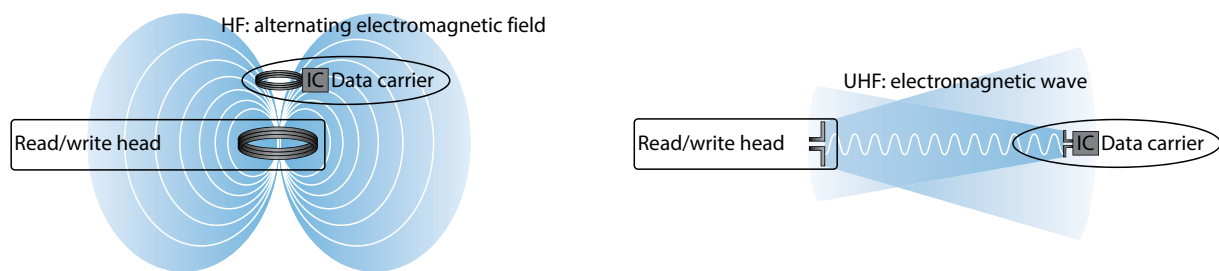 HF: alternating electromagnetic field
IC Data carrier
Read/write head
UHF: electromagnetic wave
Read/write head
IC Data carrier